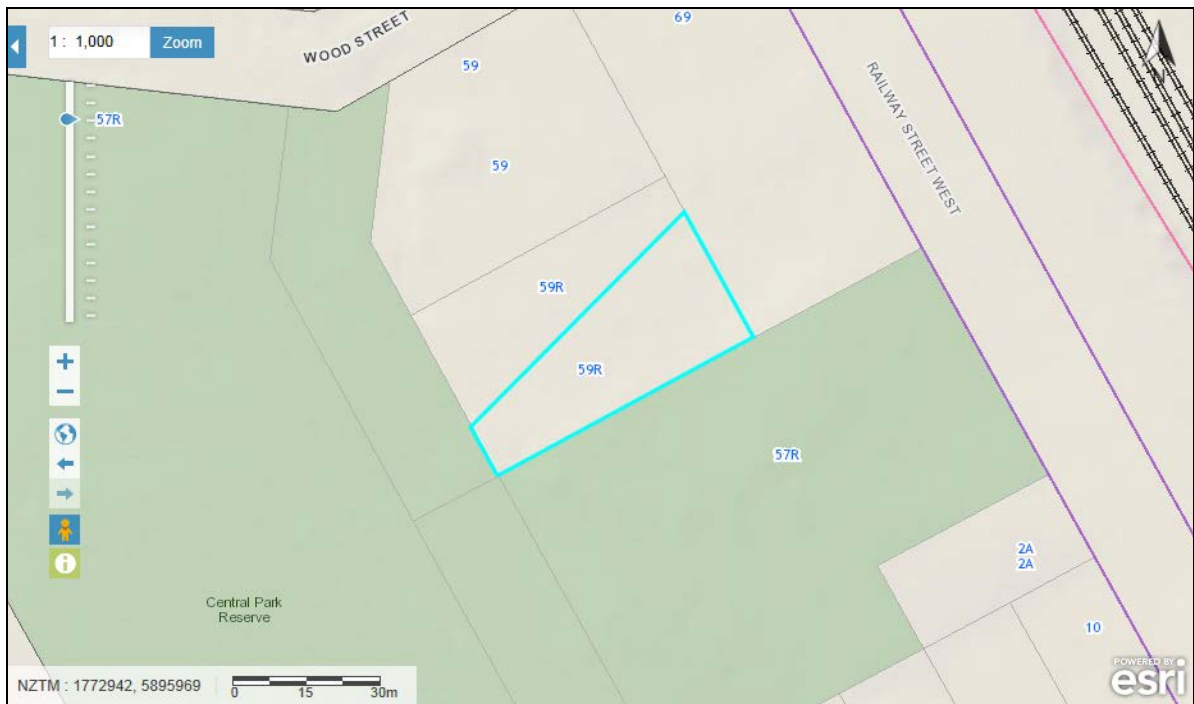 1 : 1,000
Zoom
WOOD STREET
69
59
RAILWAY STREET WEST
57R
59
59R
59R
57R
2A
2A
Central Park
Reserve
10
NZTM : 1772942, 5895969
0 15 30m
POWERED BY
esri